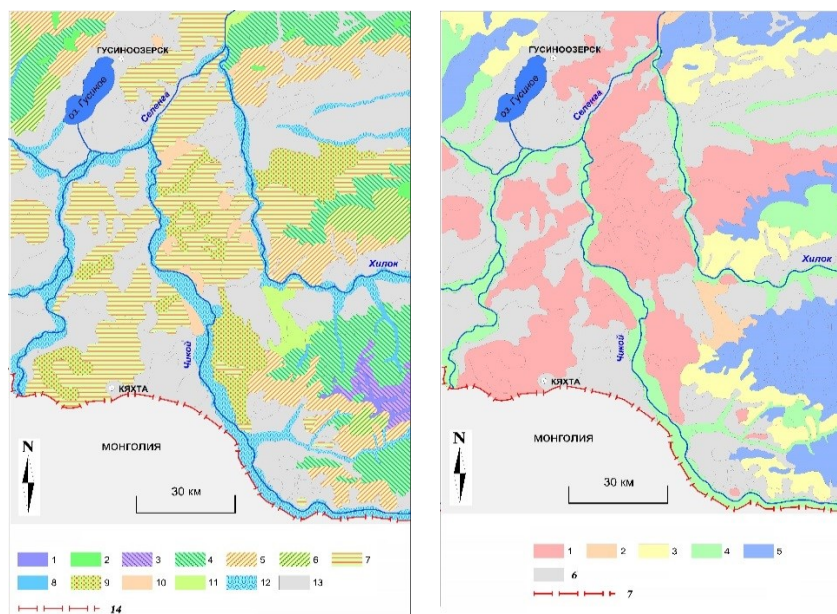 ГУСИНООЗЕРСК
оз. Гусиное
Селенга
Хилок
Чикой
КЯХТА
МОНГОЛИЯ
N
30 км
1 2 3 4 5 6 7
8 9 10 11 12 13
14
ГУСИНООЗЕРСК
оз. Гусиное
Селенга
Хилок
Чикой
КЯХТА
МОНГОЛИЯ
N
30 км
1 2 3 4 5
6
7